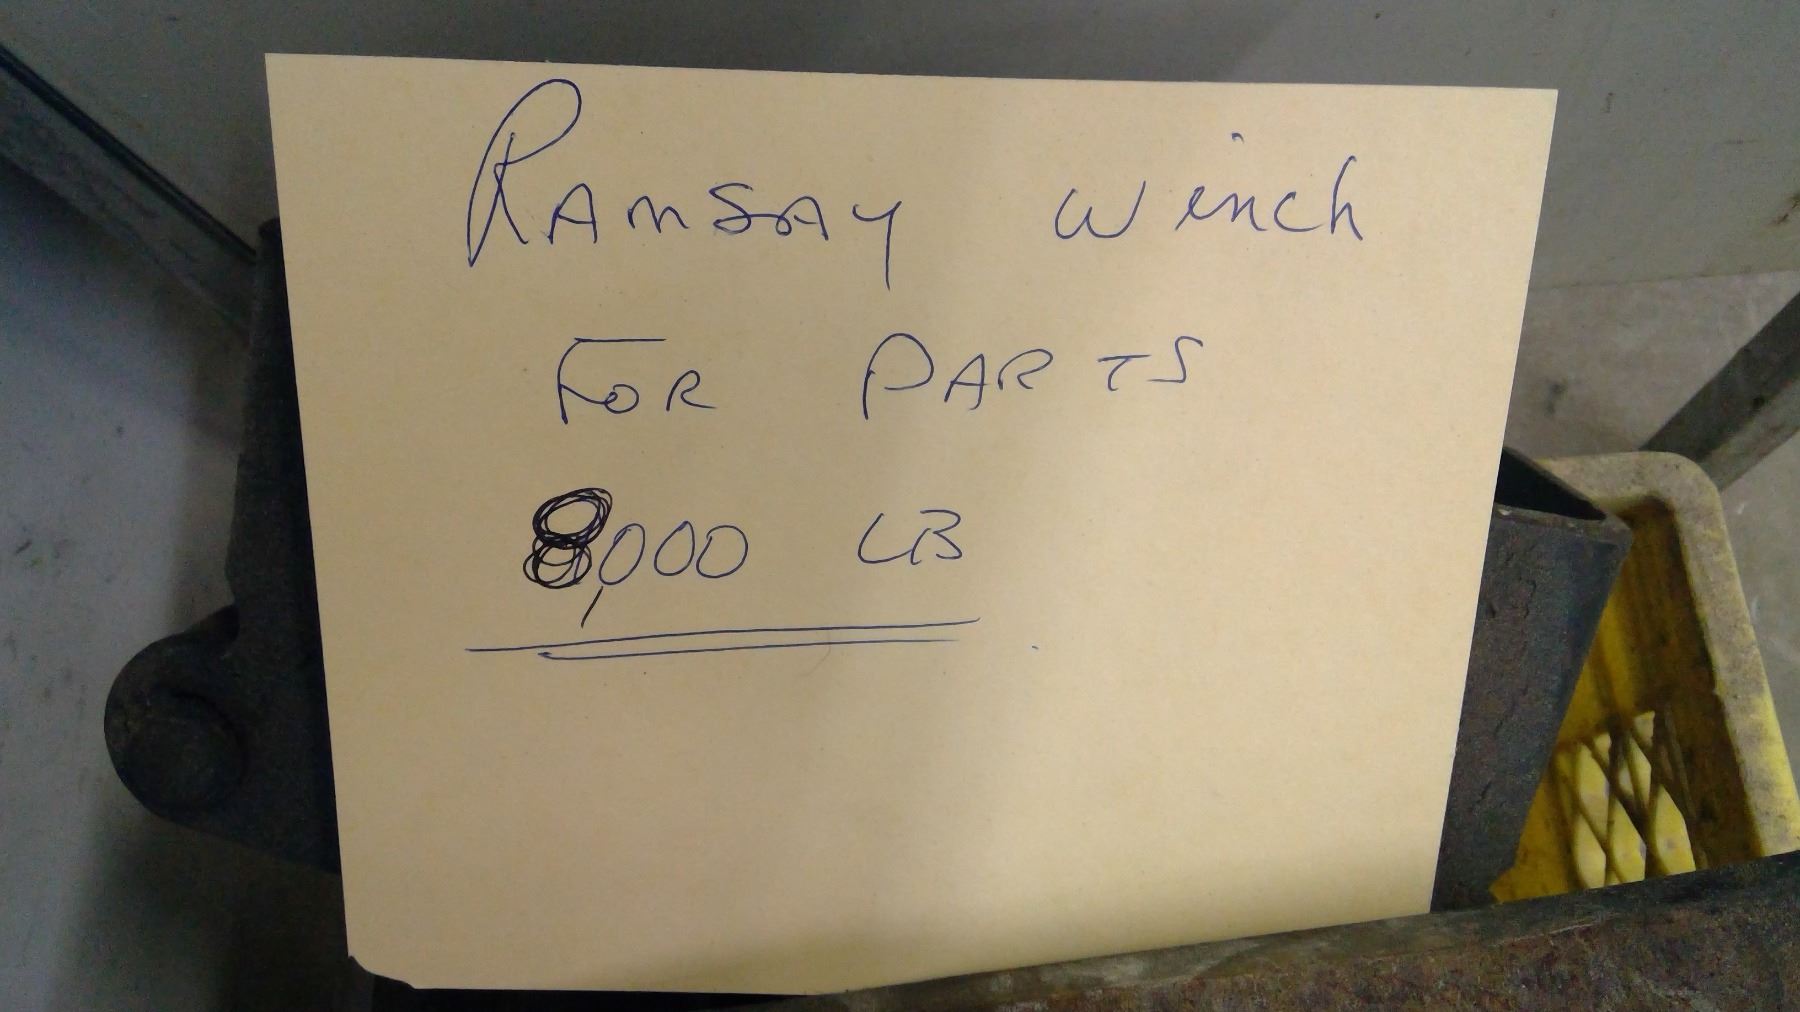 RAMSAY winch
FOR PARTS
8,000 LB